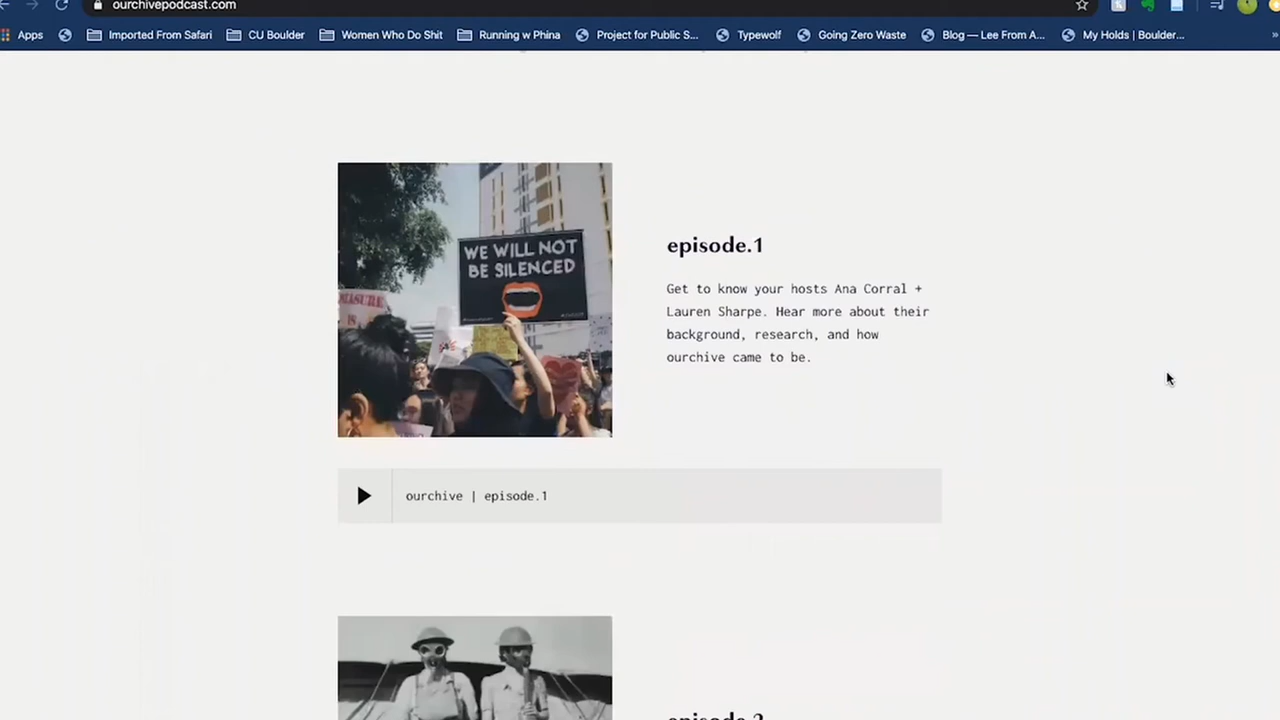 ourchivepodcast.com
Apps
Imported From Safari
CU Boulder
Women Who Do Shit
Running w Phina
Project for Public S...
Typewolf
Going Zero Waste
Blog — Lee From A...
My Holds | Boulder...
»
WE WILL NOT
BE SILENCED
episode.1
Get to know your hosts Ana Corral +
Lauren Sharpe. Hear more about their
background, research, and how
ourchive came to be.
ourchive | episode.1
episode.2